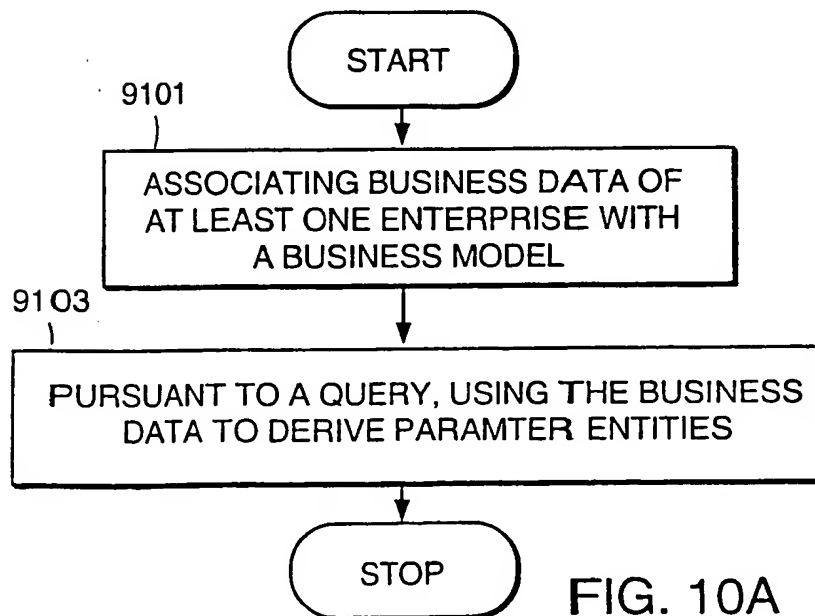 START
9101
ASSOCIATING BUSINESS DATA OF
AT LEAST ONE ENTERPRISE WITH
A BUSINESS MODEL
9103
PURSUANT TO A QUERY, USING THE BUSINESS
DATA TO DERIVE PARAMTER ENTITIES
STOP
FIG. 10A